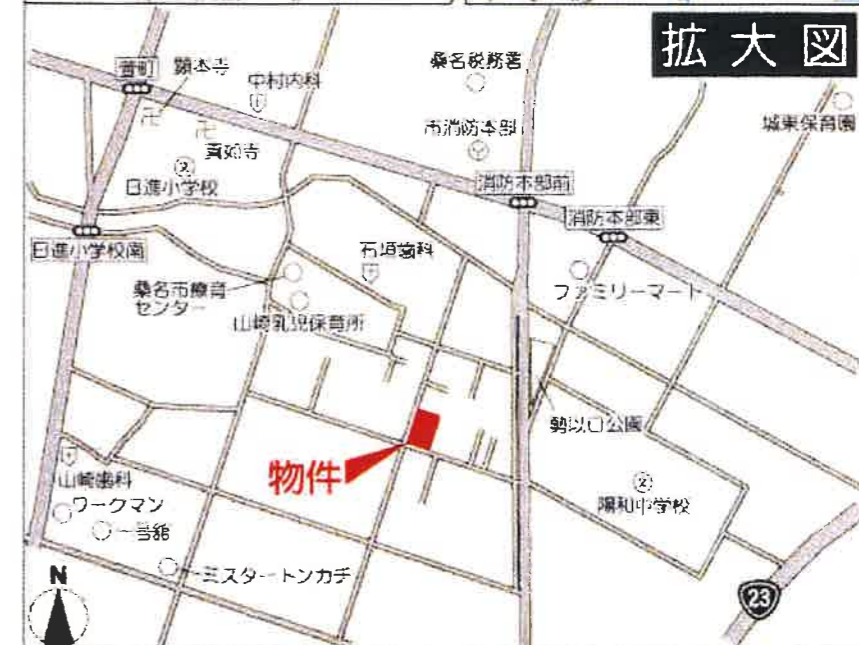 拡大図
萱町
顕本寺
中村内科
桑名税務署
城東保育園
真如寺
市消防本部
日進小学校
消防本部前
消防本部東
日進小学校南
石垣歯科
桑名市療育
センター
ファミリーマート
山崎乳児保育所
勢以口公園
物件
山崎歯科
陽和中学校
ワークマン
一号舘
ミスタートンカチ
N
23